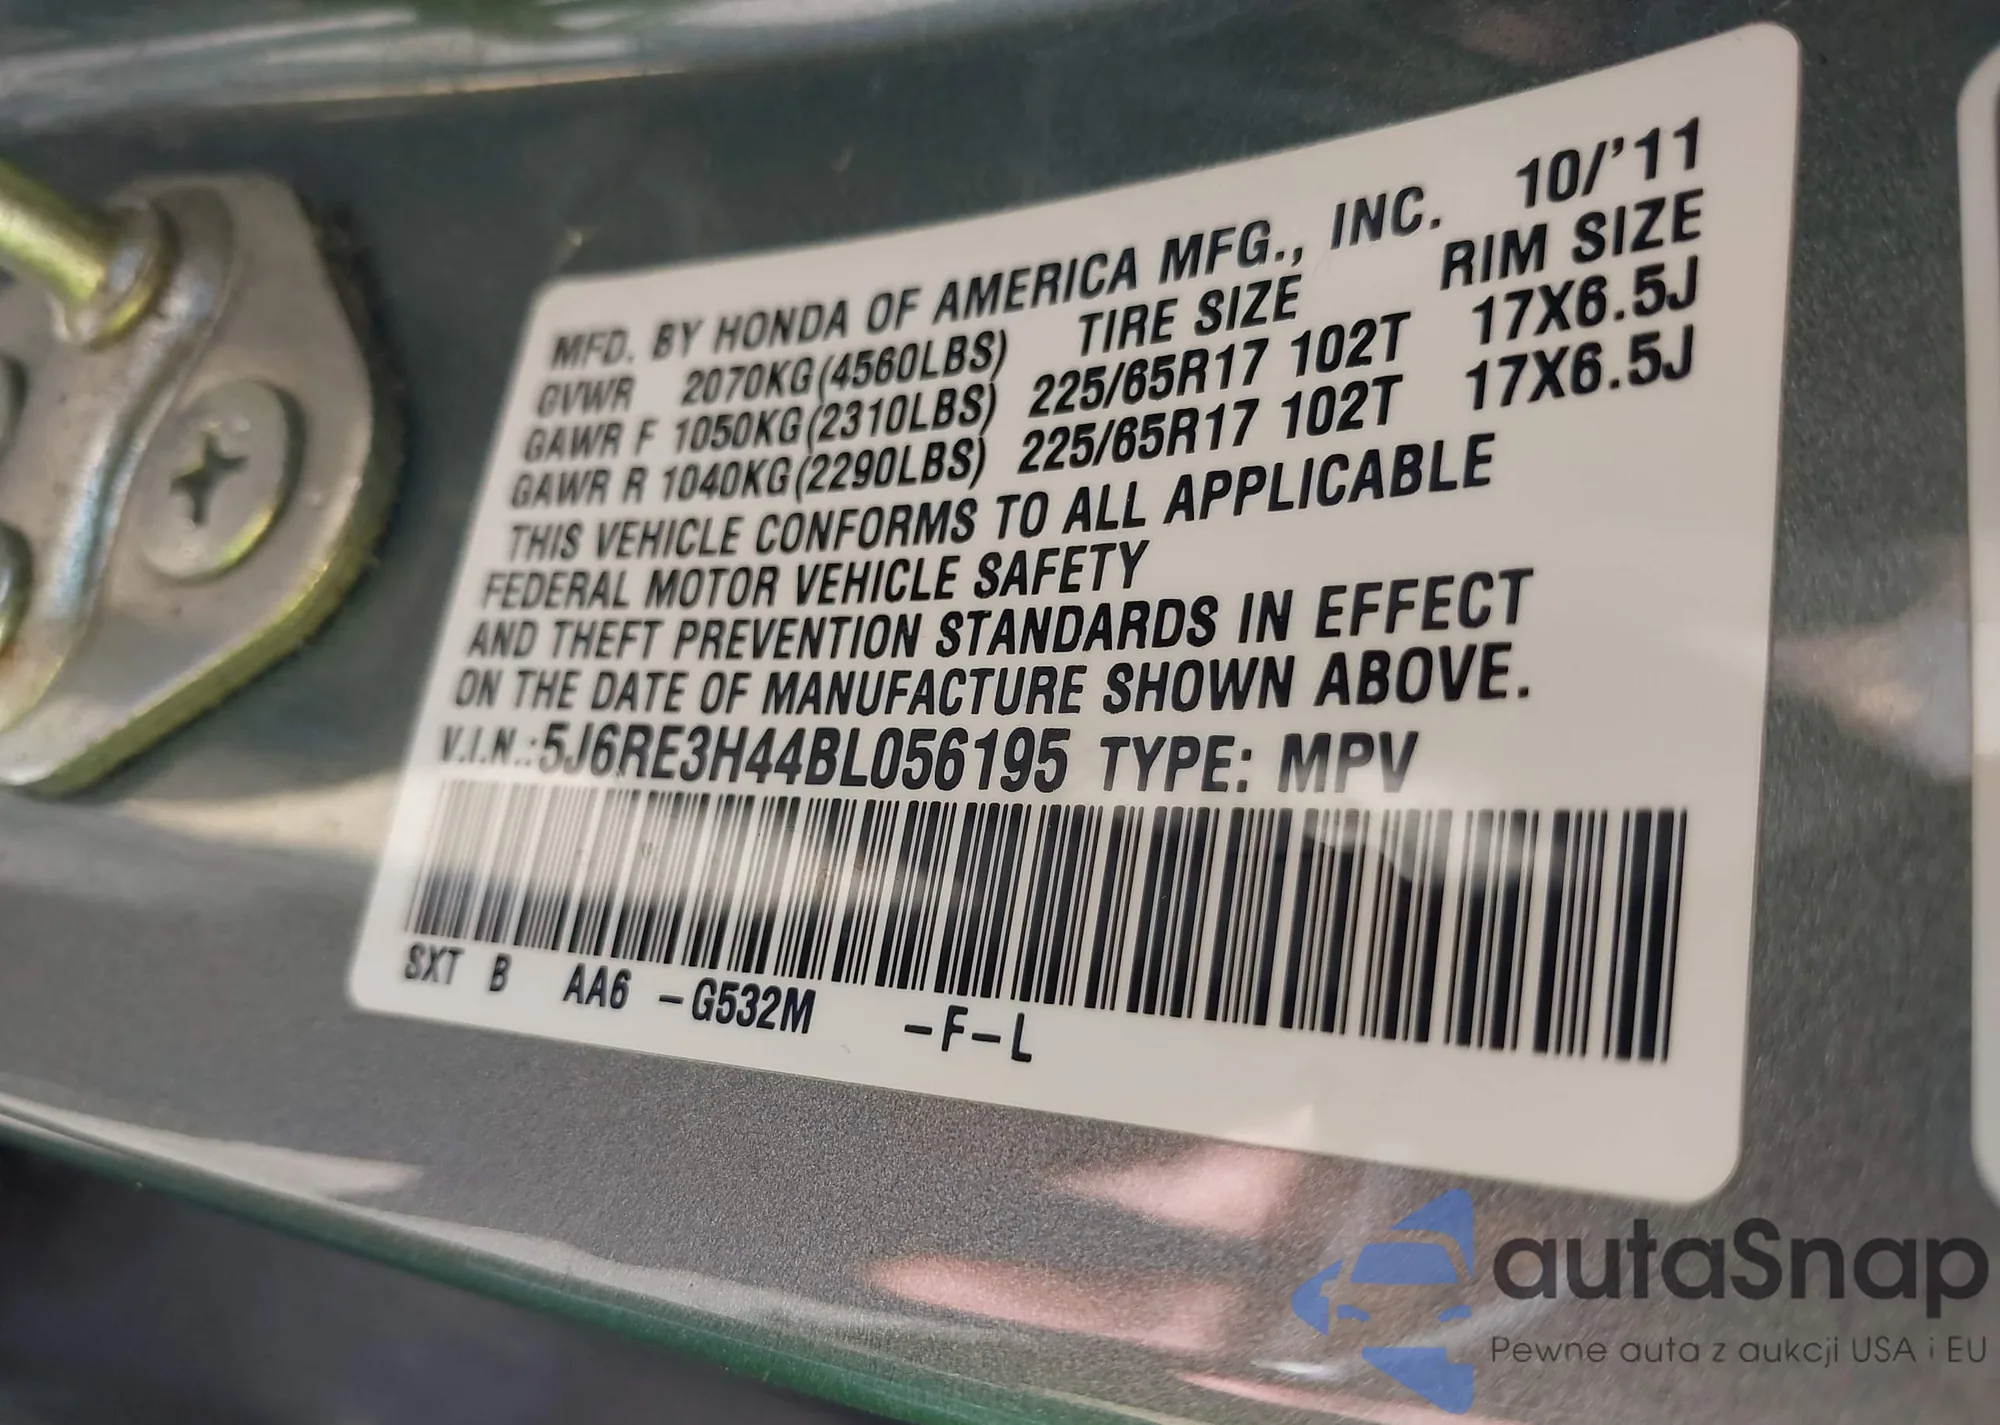 MFD. BY HONDA OF AMERICA MFG., INC. 10/'11
GVWR 2070KG(4560LBS) TIRE SIZE RIM SIZE
GAWR F 1050KG(2310LBS) 225/65R17 102T 17X6.5J
GAWR R 1040KG(2290LBS) 225/65R17 102T 17X6.5J
THIS VEHICLE CONFORMS TO ALL APPLICABLE
FEDERAL MOTOR VEHICLE SAFETY
AND THEFT PREVENTION STANDARDS IN EFFECT
ON THE DATE OF MANUFACTURE SHOWN ABOVE.
V.I.N.:5J6RE3H44BL056195 TYPE: MPV
SXT B AA6 -G532M -F-L
autaSnap
Pewne auta z aukcji USA i EU